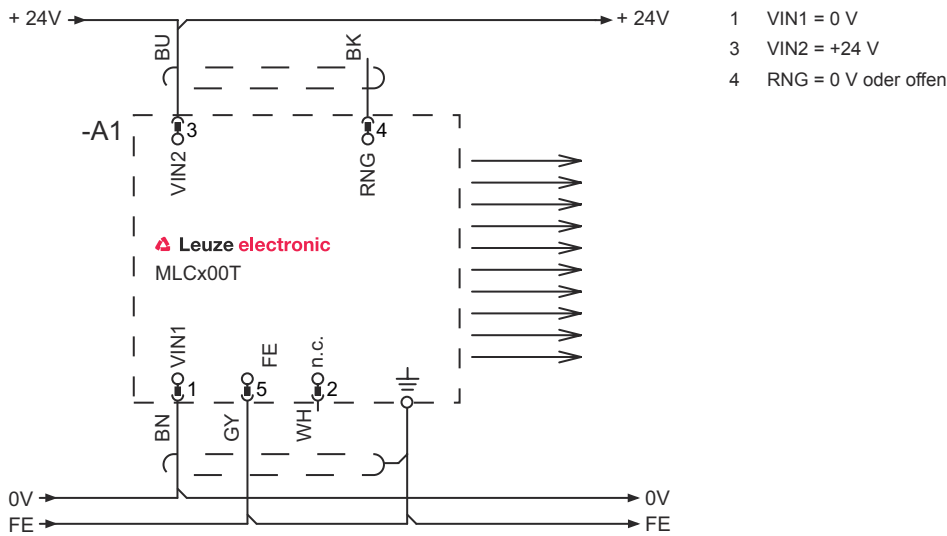 + 24V
+ 24V
1 VIN1 = 0 V
3 VIN2 = +24 V
4 RNG = 0 V oder offen
BU
BK
-A1
3
4
VIN2
RNG
Leuze electronic
MLCx00T
VIN1
FE
n.c.
1
5
2
BN
GY
WH
0V
0V
FE
FE